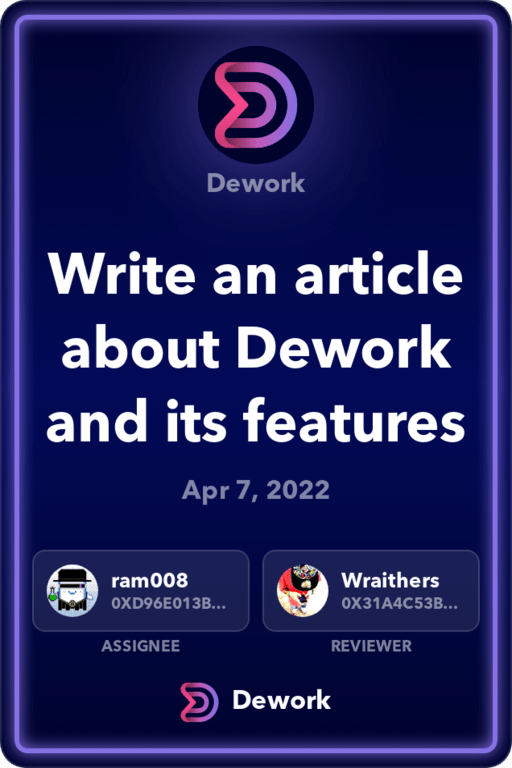 Dework
Write an article
about Dework
and its features
Apr 7, 2022
ram008
0XD96E013B...
ASSIGNEE
Wraithers
0X31A4C53B...
REVIEWER
Dework